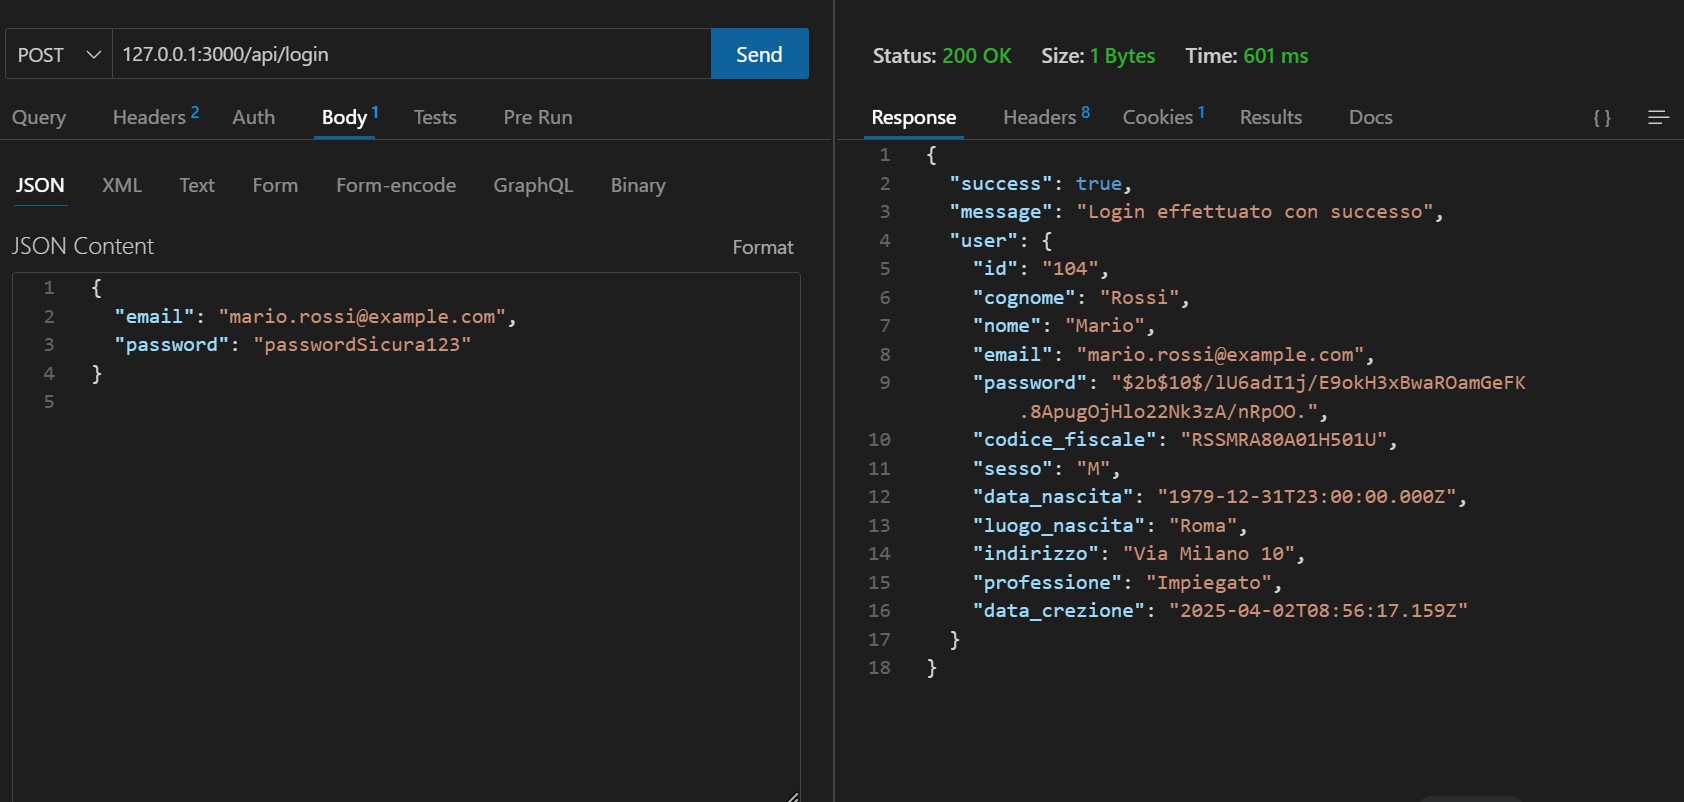 POST 127.0.0.1:3000/api/login Send
Query Headers 2 Auth Body 1 Tests Pre Run
JSON XML Text Form Form-encode GraphQL Binary
JSON Content Format
1 {
2 "email": "mario.rossi@example.com",
3 "password": "passwordSicura123"
4 }
5
Status: 200 OK Size: 1 Bytes Time: 601 ms
Response Headers 8 Cookies 1 Results Docs { }
1 {
2 "success": true,
3 "message": "Login effettuato con successo",
4 "user": {
5 "id": "104",
6 "cognome": "Rossi",
7 "nome": "Mario",
8 "email": "mario.rossi@example.com",
9 "password": "$2b$10$/lU6adI1j/E9okH3xBwaROamGeFK
.8ApugOjHlo22Nk3zA/nRpOO.",
10 "codice_fiscale": "RSSMRA80A01H501U",
11 "sesso": "M",
12 "data_nascita": "1979-12-31T23:00:00.000Z",
13 "luogo_nascita": "Roma",
14 "indirizzo": "Via Milano 10",
15 "professione": "Impiegato",
16 "data_crezione": "2025-04-02T08:56:17.159Z"
17 }
18 }